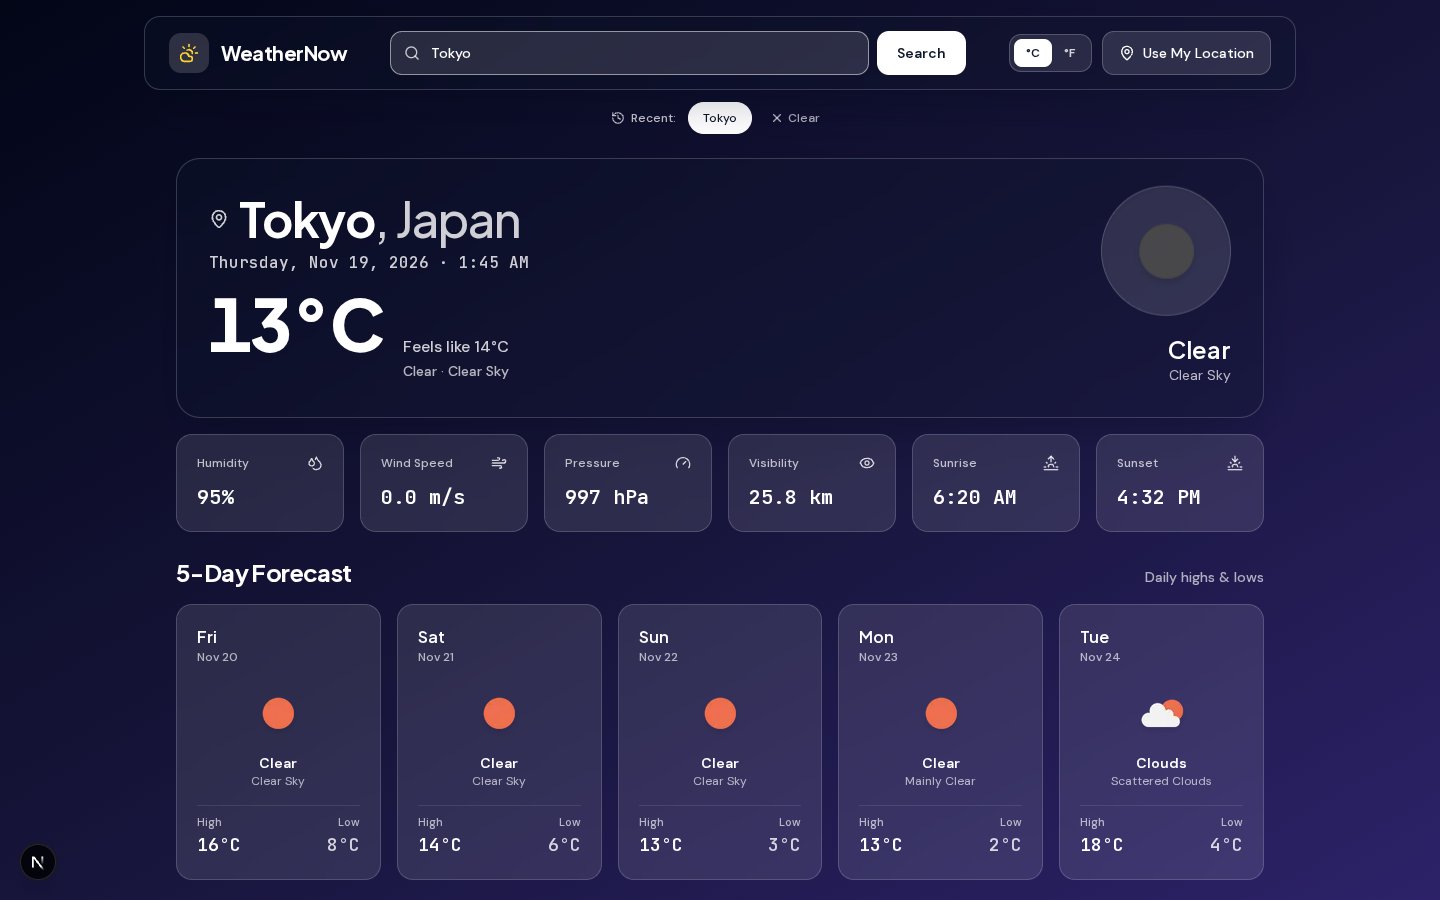 WeatherNow
Tokyo
Search
°C °F
Use My Location
Recent: Tokyo Clear
Tokyo, Japan
Thursday, Nov 19, 2026 · 1:45 AM
13°C
Feels like 14°C
Clear · Clear Sky
Clear
Clear Sky
Humidity
95%
Wind Speed
0.0 m/s
Pressure
997 hPa
Visibility
25.8 km
Sunrise
6:20 AM
Sunset
4:32 PM
5-Day Forecast
Daily highs & lows
Fri
Nov 20
Clear
Clear Sky
High Low
16°C 8°C
Sat
Nov 21
Clear
Clear Sky
High Low
14°C 6°C
Sun
Nov 22
Clear
Clear Sky
High Low
13°C 3°C
Mon
Nov 23
Clear
Mainly Clear
High Low
13°C 2°C
Tue
Nov 24
Clouds
Scattered Clouds
High Low
18°C 4°C
N